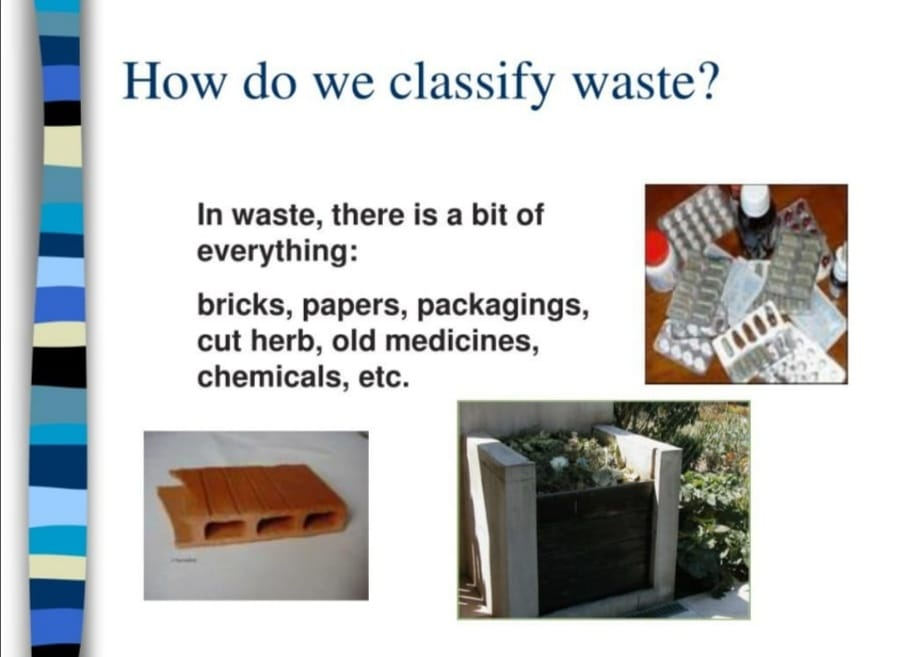 How do we classify waste?
In waste, there is a bit of
everything:
bricks, papers, packagings,
cut herb, old medicines,
chemicals, etc.